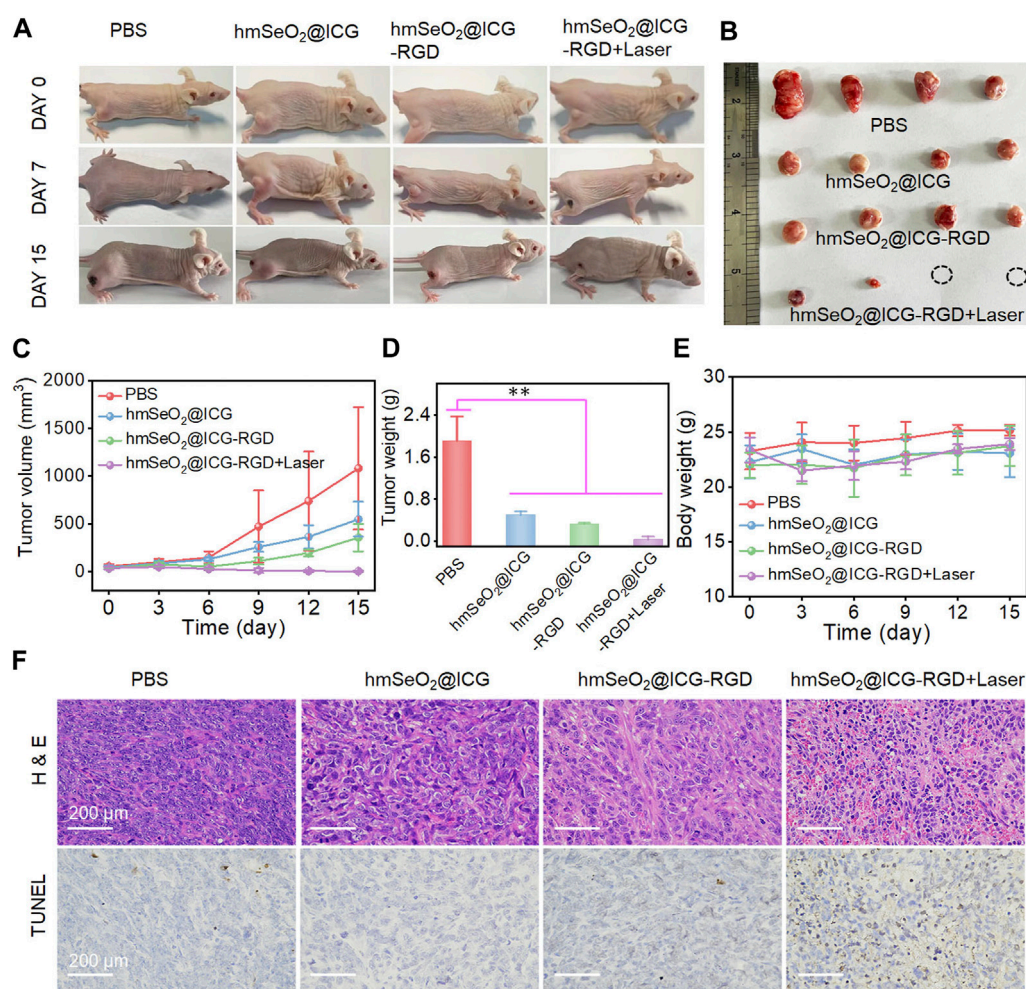 A
PBS
hmSeO₂@ICG
hmSeO₂@ICG
-RGD
hmSeO₂@ICG
-RGD+Laser
DAY 0
DAY 7
DAY 15
B
2
3
4
5
PBS
hmSeO₂@ICG
hmSeO₂@ICG-RGD
hmSeO₂@ICG-RGD+Laser
C
Tumor volume (mm³)
2000
1500
1000
500
0
PBS
hmSeO₂@ICG
hmSeO₂@ICG-RGD
hmSeO₂@ICG-RGD+Laser
0 3 6 9 12 15
Time (day)
D
Tumor weight (g)
2.4
1.6
0.8
0.0
**
PBS
hmSeO₂@ICG
hmSeO₂@ICG
-RGD
hmSeO₂@ICG
-RGD+Laser
E
Body weight (g)
30
25
20
15
10
PBS
hmSeO₂@ICG
hmSeO₂@ICG-RGD
hmSeO₂@ICG-RGD+Laser
0 3 6 9 12 15
Time (day)
F
PBS
hmSeO₂@ICG
hmSeO₂@ICG-RGD
hmSeO₂@ICG-RGD+Laser
H & E
200 μm
TUNEL
200 μm